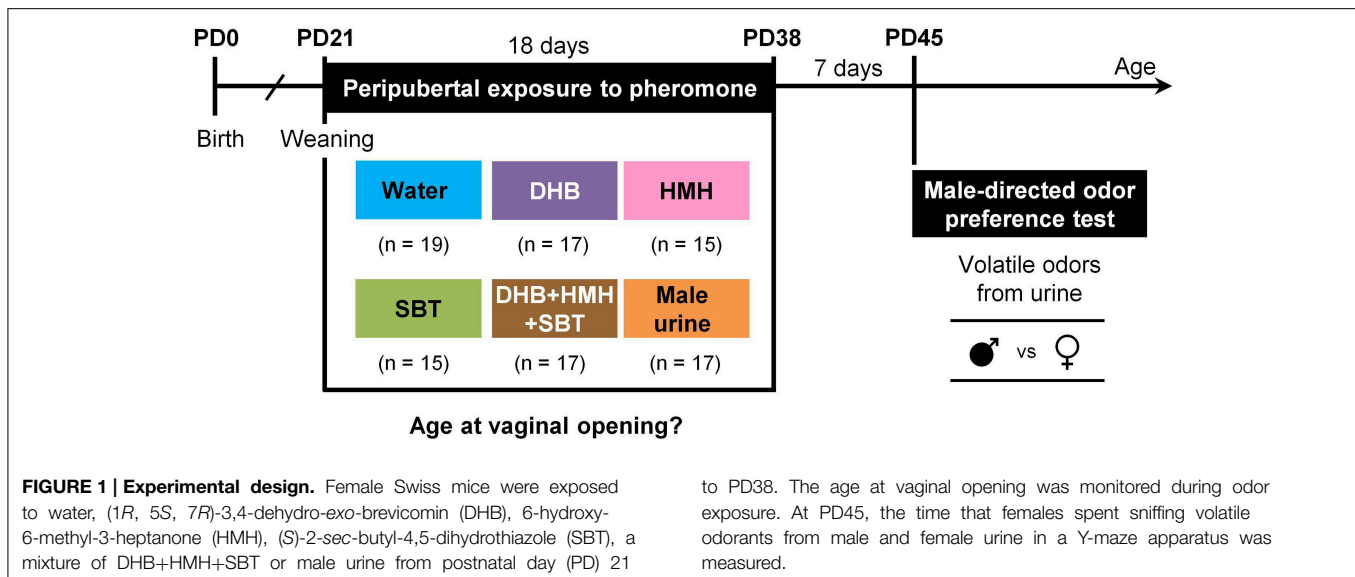 PD0 PD21 18 days PD38 PD45
7 days Age
Peripubertal exposure to pheromone
Birth Weaning
Water DHB HMH
(n = 19) (n = 17) (n = 15)
SBT DHB+HMH +SBT Male urine
(n = 15) (n = 17) (n = 17)
Age at vaginal opening?
Male-directed odor
preference test
Volatile odors
from urine
♂ vs ♀
FIGURE 1 | Experimental design. Female Swiss mice were exposed
to water, (1R, 5S, 7R)-3,4-dehydro-exo-brevicomin (DHB), 6-hydroxy-
6-methyl-3-heptanone (HMH), (S)-2-sec-butyl-4,5-dihydrothiazole (SBT), a
mixture of DHB+HMH+SBT or male urine from postnatal day (PD) 21
to PD38. The age at vaginal opening was monitored during odor
exposure. At PD45, the time that females spent sniffing volatile
odorants from male and female urine in a Y-maze apparatus was
measured.